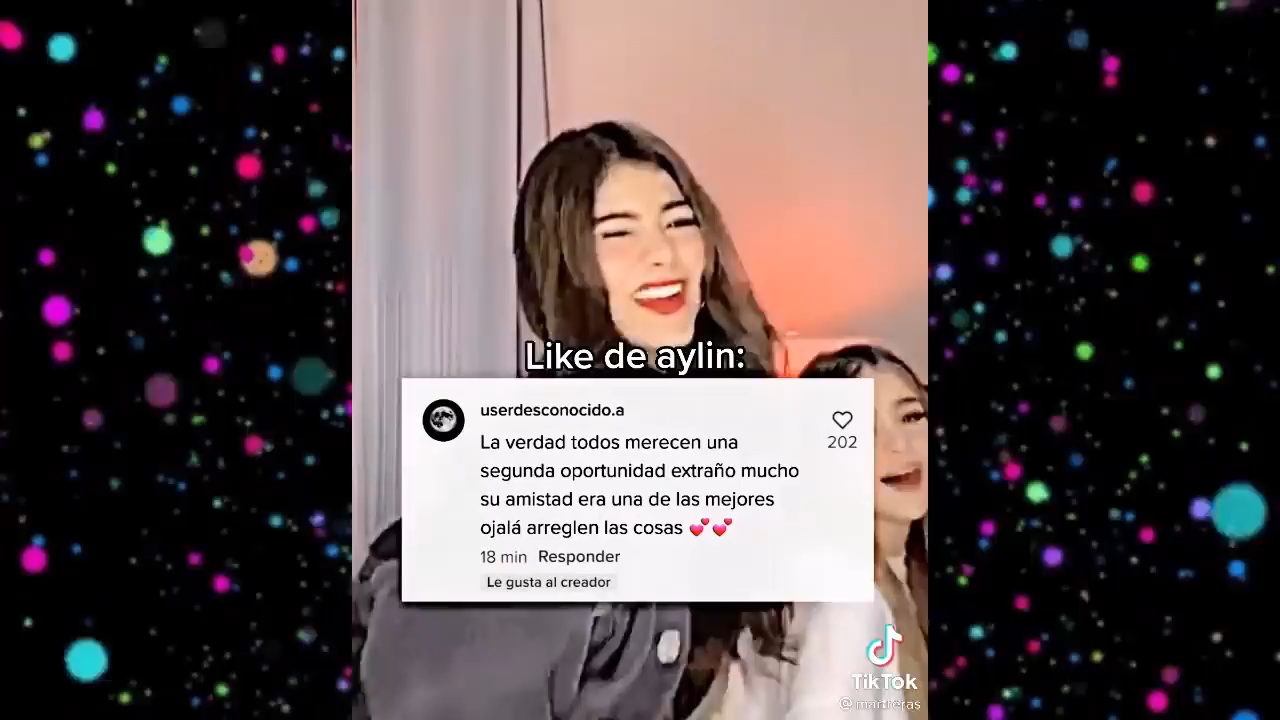 Like de aylin:
userdesconocido.a
La verdad todos merecen una
segunda oportunidad extraño mucho
su amistad era una de las mejores
ojalá arreglen las cosas 💕💕
202
18 min Responder
Le gusta al creador
TikTok